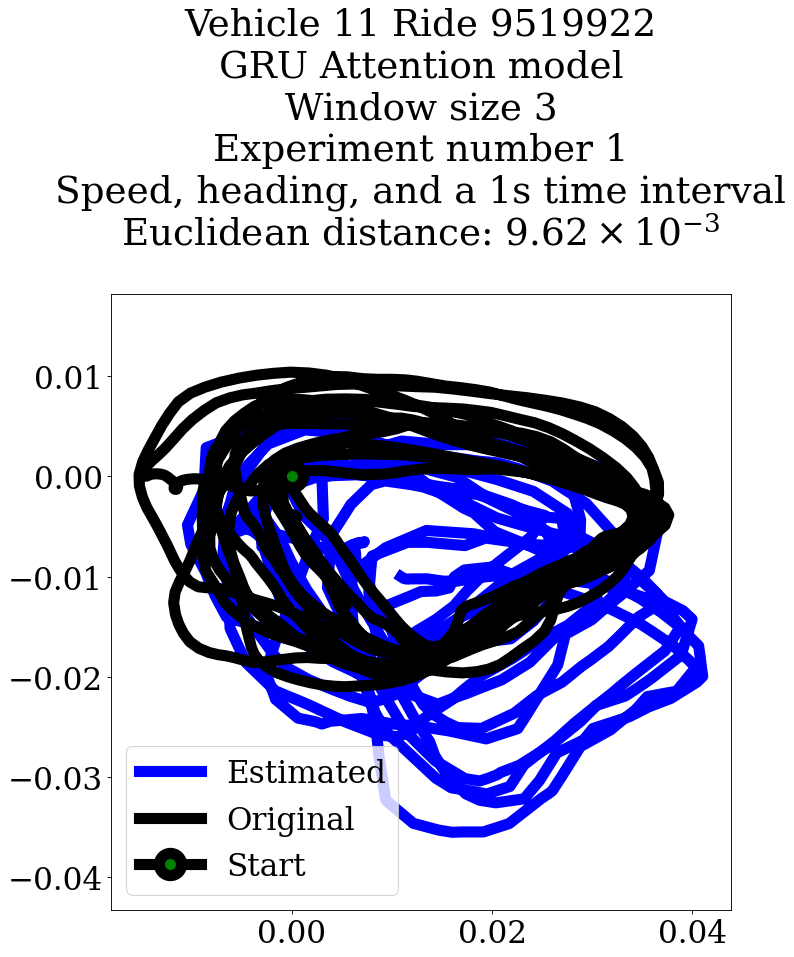 Vehicle 11 Ride 9519922
GRU Attention model
Window size 3
Experiment number 1
Speed, heading, and a 1s time interval
Euclidean distance: 9.62 × 10⁻³
0.01
0.00
−0.01
−0.02
−0.03
−0.04
Estimated
Original
Start
0.00
0.02
0.04